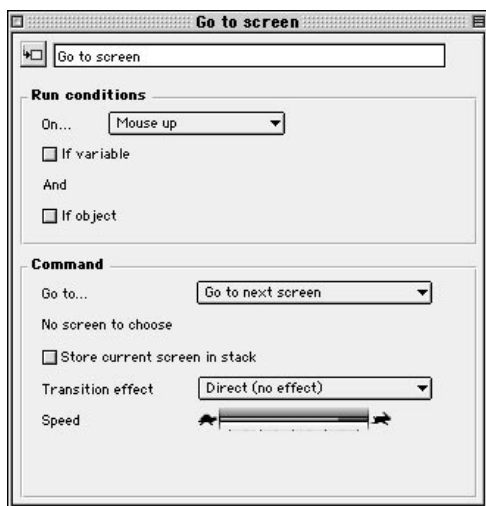 Go to screen
Go to screen
Run conditions
On... Mouse up
If variable
And
If object
Command
Go to... Go to next screen
No screen to choose
Store current screen in stack
Transition effect Direct (no effect)
Speed